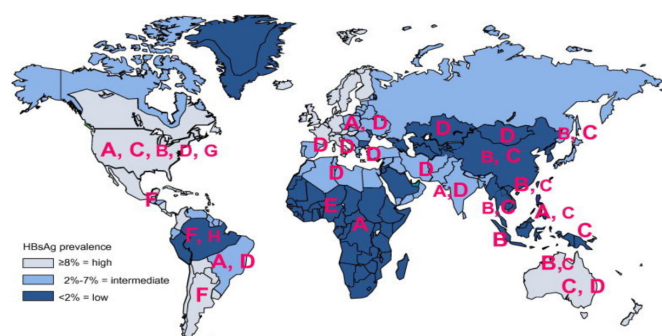 A, C, B, D, G
F
F, H
A, D
F
A, D
D
D
D
D
E
A
D
D
B, C
D
B, C
A, D
B, C
B, C
A, C
B
D
B, C
C, D
HBsAg prevalence
≥8% = high
2%-7% = intermediate
<2% = low